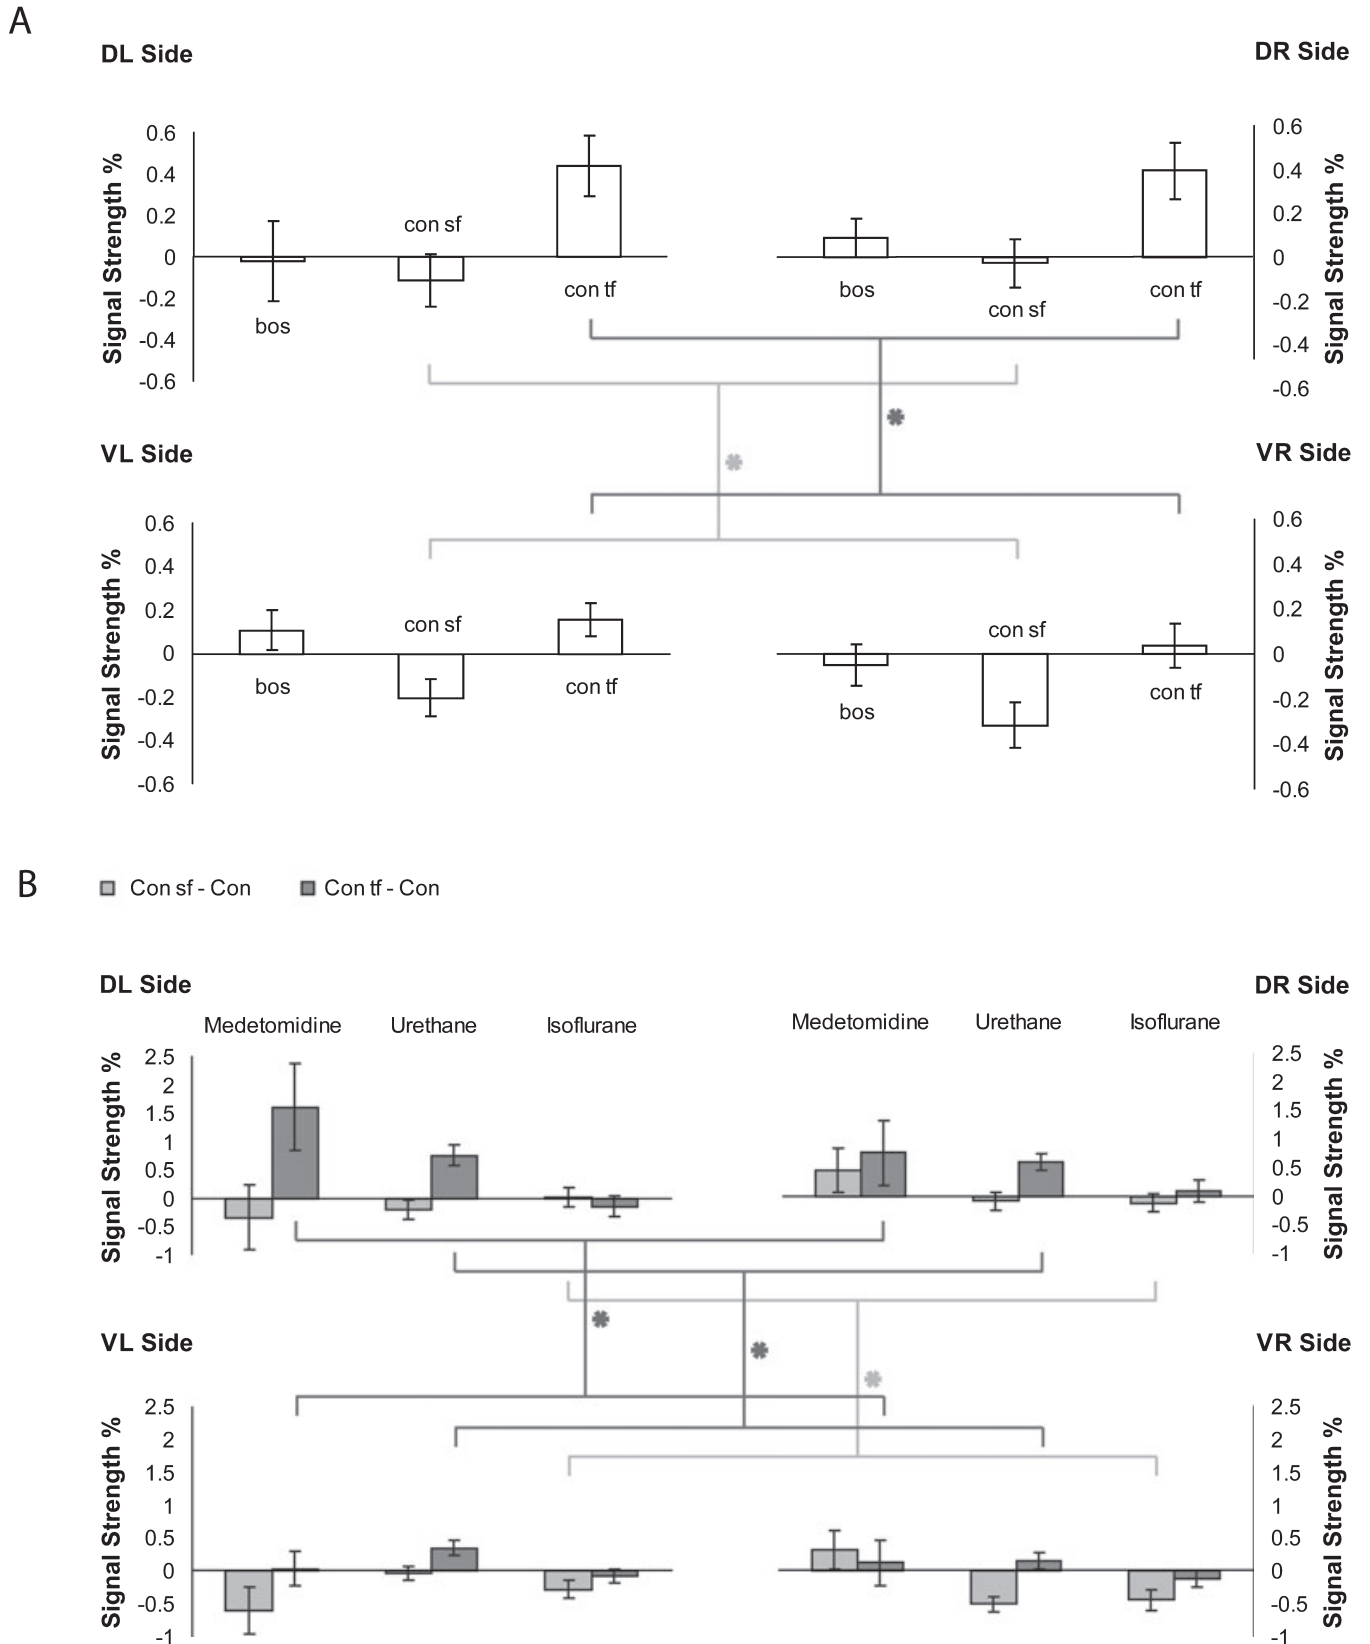 A
DL Side
DR Side
Signal Strength %
0.6
0.4
0.2
0
-0.2
-0.4
-0.6
bos
con sf
con tf
bos
con sf
con tf
0.6
0.4
0.2
0
-0.2
-0.4
-0.6
Signal Strength %
*
*
VL Side
VR Side
Signal Strength %
0.6
0.4
0.2
0
-0.2
-0.4
-0.6
bos
con sf
con tf
bos
con sf
con tf
0.6
0.4
0.2
0
-0.2
-0.4
-0.6
Signal Strength %
B
Con sf - Con
Con tf - Con
DL Side
DR Side
Medetomidine Urethane Isoflurane
Medetomidine Urethane Isoflurane
Signal Strength %
2.5
2
1.5
1
0.5
0
-0.5
-1
2.5
2
1.5
1
0.5
0
-0.5
-1
Signal Strength %
*
*
*
VL Side
VR Side
Signal Strength %
2.5
2
1.5
1
0.5
0
-0.5
-1
2.5
2
1.5
1
0.5
0
-0.5
-1
Signal Strength %